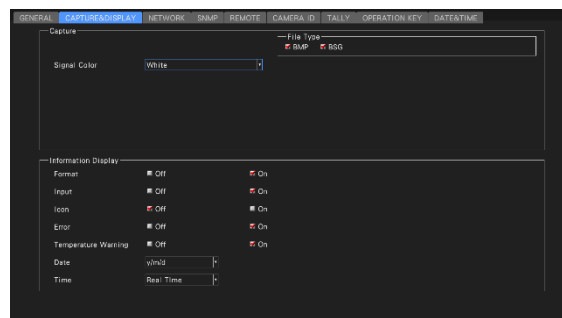 GENERAL CAPTURE&DISPLAY NETWORK SNMP REMOTE CAMERA ID TALLY OPERATION KEY DATE&TIME
Capture
File Type
BMP BSG
Signal Color White
Information Display
Format Off On
Input Off On
Icon Off On
Error Off On
Temperature Warning Off On
Date y/m/d
Time Real Time